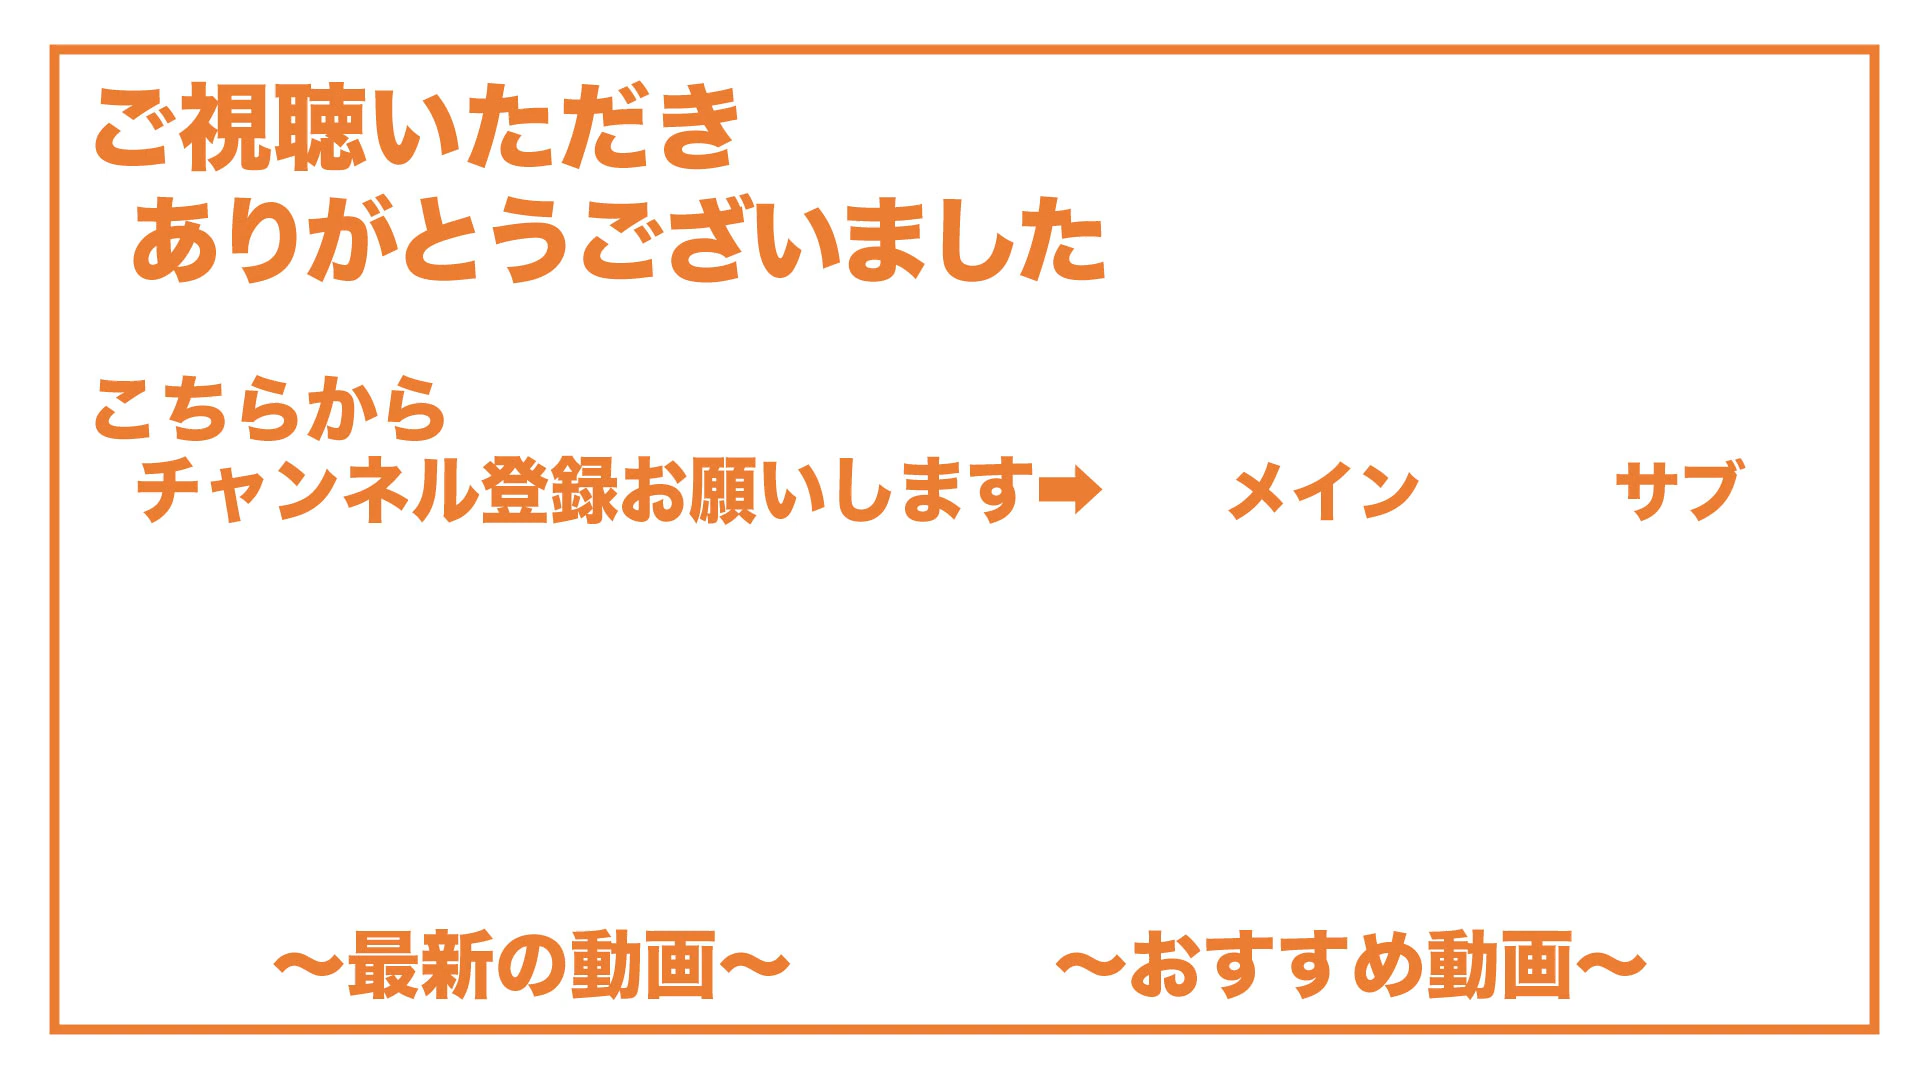 ご視聴いただき
ありがとうございました
こちらから
チャンネル登録お願いします➡ メイン サブ
〜最新の動画〜 〜おすすめ動画〜